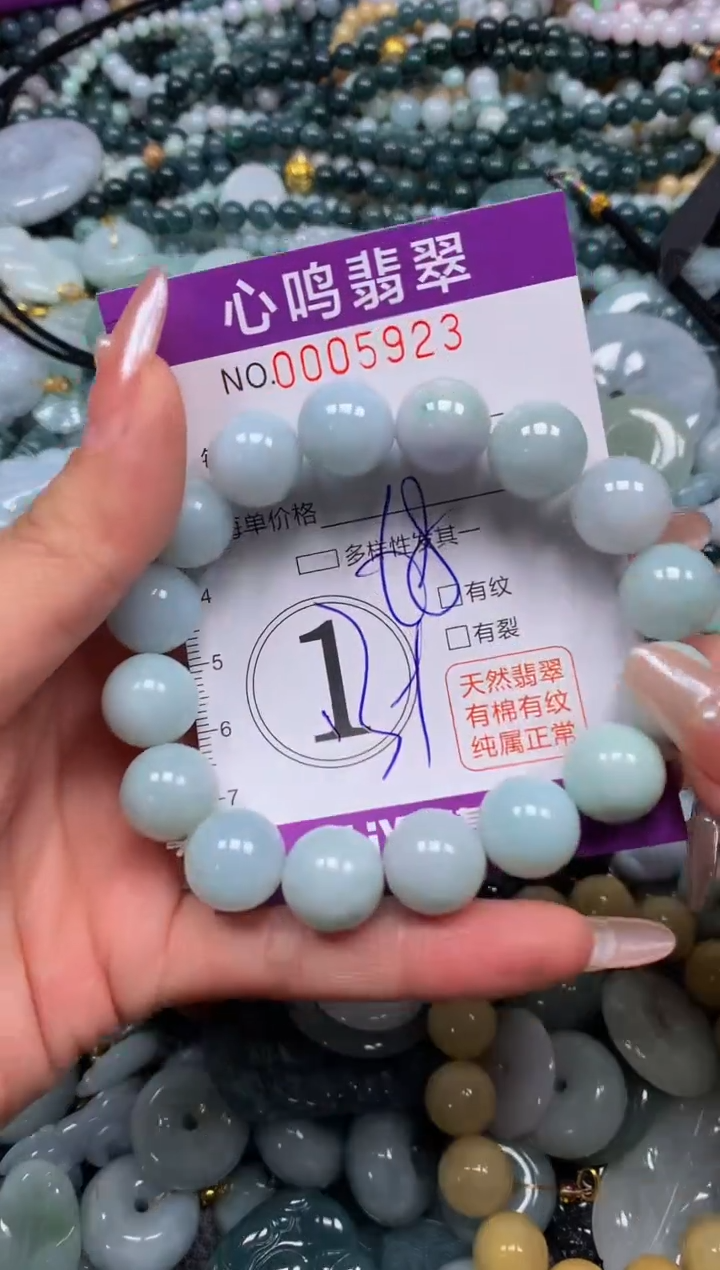 心鸣翡翠
NO.0005923
每单价格
多样性发其一
有纹
有裂
1
4
5
6
7
天然翡翠
有棉有纹
纯属正常